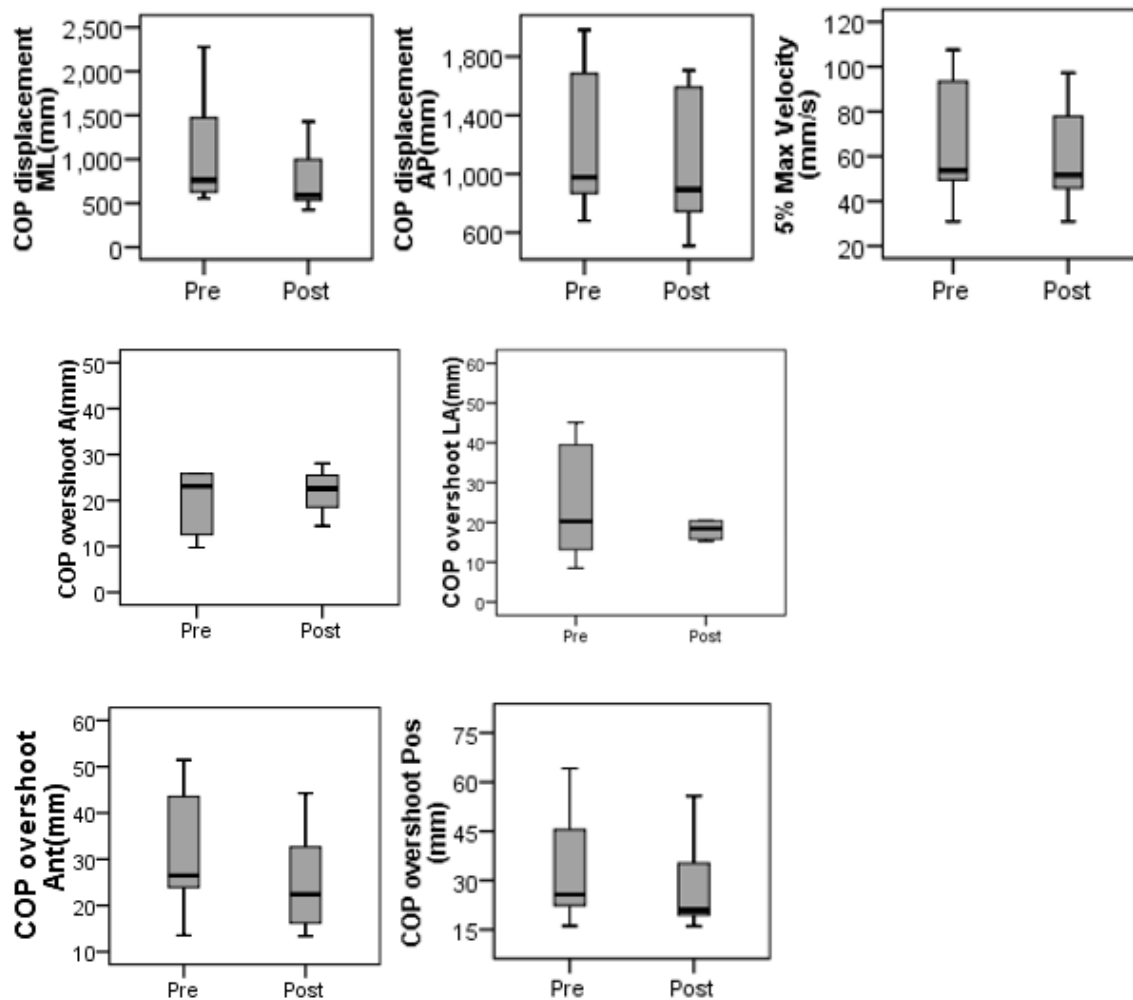 COP displacement
ML(mm)
2,500
2,000
1,500
1,000
500
0
Pre Post
COP displacement
AP(mm)
1,800
1,400
1,000
600
Pre Post
5% Max Velocity
(mm/s)
120
100
80
60
40
20
Pre Post
COP overshoot A(mm)
50
40
30
20
10
0
Pre Post
COP overshoot LA(mm)
60
50
40
30
20
10
0
Pre Post
COP overshoot
Ant(mm)
60
50
40
30
20
10
Pre Post
COP overshoot Pos
(mm)
75
60
45
30
15
Pre Post